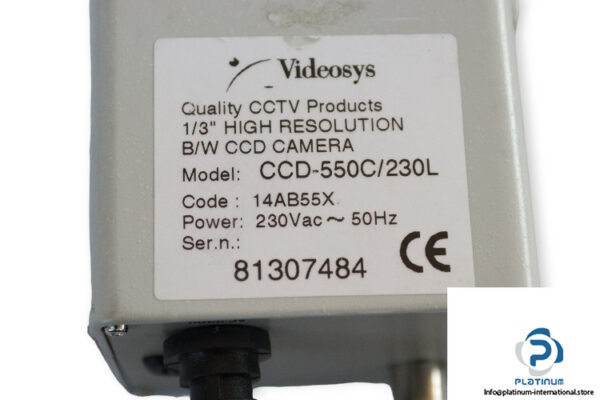 Videosys
Quality CCTV Products
1/3" HIGH RESOLUTION
B/W CCD CAMERA
Model: CCD-550C/230L
Code : 14AB55X
Power: 230Vac ~ 50Hz
Ser.n.:
81307484
CE
PLATINUM
Info@platinum-international.store